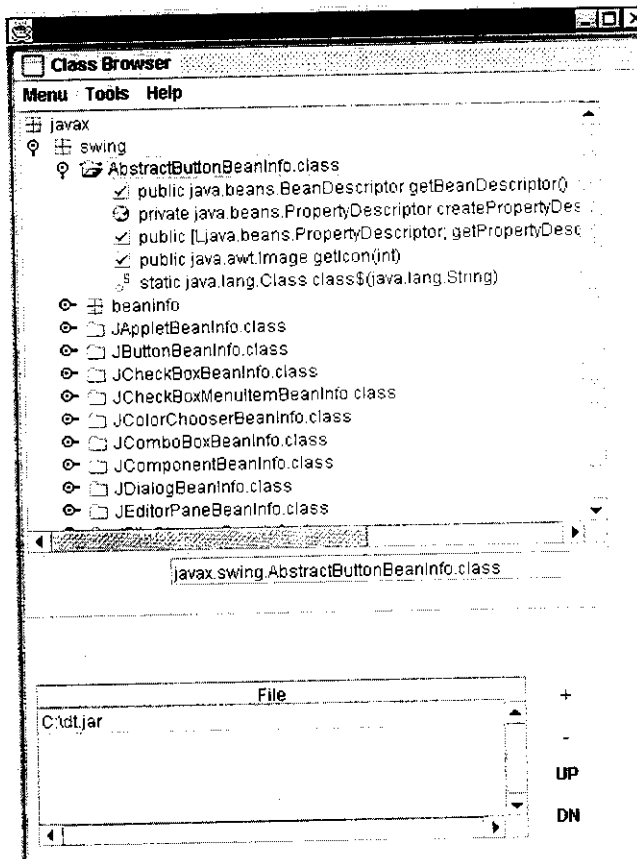 Class Browser
Menu Tools Help
javax
swing
AbstractButtonBeanInfo.class
public java.beans.BeanDescriptor getBeanDescriptor()
private java.beans.PropertyDescriptor createPropertyDes
public [Ljava.beans.PropertyDescriptor; getPropertyDesc
public java.awt.Image getIcon(int)
S static java.lang.Class class$(java.lang.String)
beaninfo
JAppletBeanInfo.class
JButtonBeanInfo.class
JCheckBoxBeanInfo.class
JCheckBoxMenuItemBeanInfo.class
JColorChooserBeanInfo.class
JComboBoxBeanInfo.class
JComponentBeanInfo.class
JDialogBeanInfo.class
JEditorPaneBeanInfo.class
javax.swing.AbstractButtonBeanInfo.class
File +
C:\dt.jar
-
UP
DN